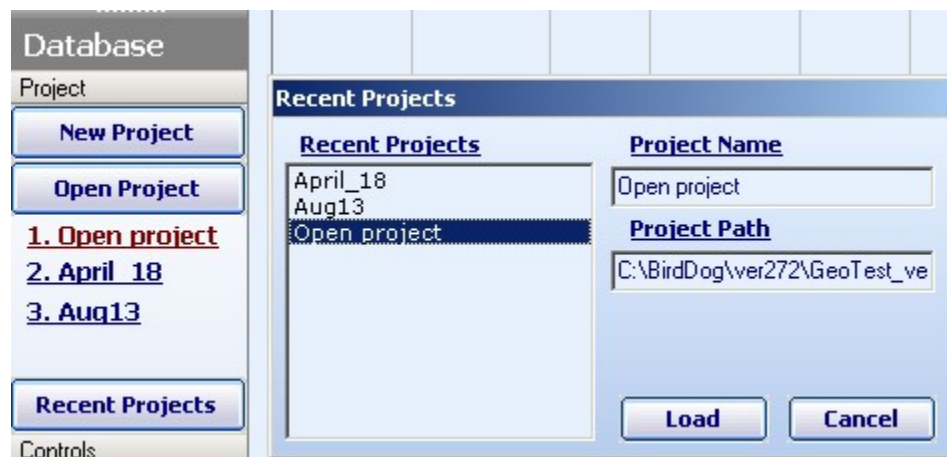 Database
Project
New Project
Open Project
1. Open project
2. April_18
3. Aug13
Recent Projects
Controls
Recent Projects
Recent Projects
April_18
Aug13
Open project
Project Name
Open project
Project Path
C:\BirdDog\ver272\GeoTest_ve
Load
Cancel